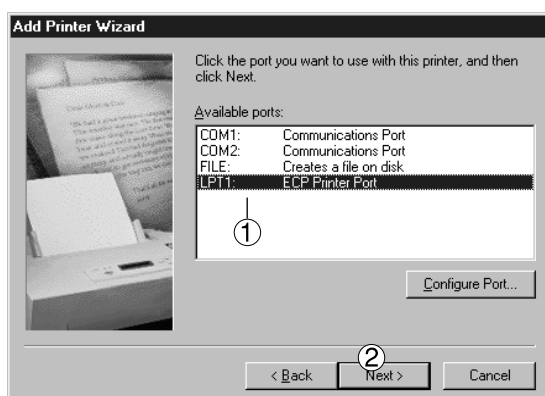 Add Printer Wizard
Click the port you want to use with this printer, and then
click Next.
Available ports:
COM1: Communications Port
COM2: Communications Port
FILE: Creates a file on disk
LPT1: ECP Printer Port
①
Configure Port...
②
< Back Next > Cancel